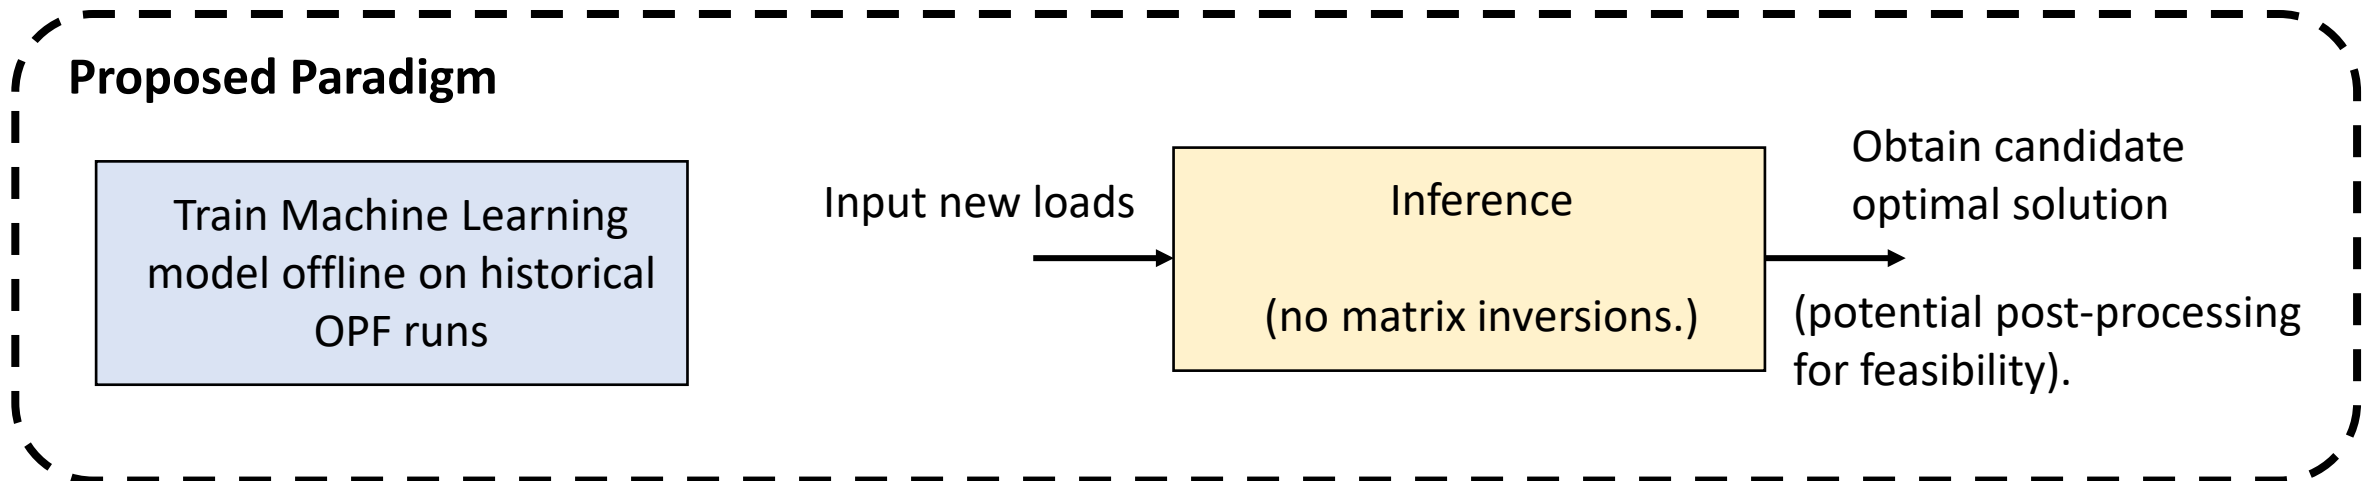 Proposed Paradigm
Train Machine Learning
model offline on historical
OPF runs
Input new loads
Inference
(no matrix inversions.)
Obtain candidate
optimal solution
(potential post-processing
for feasibility).